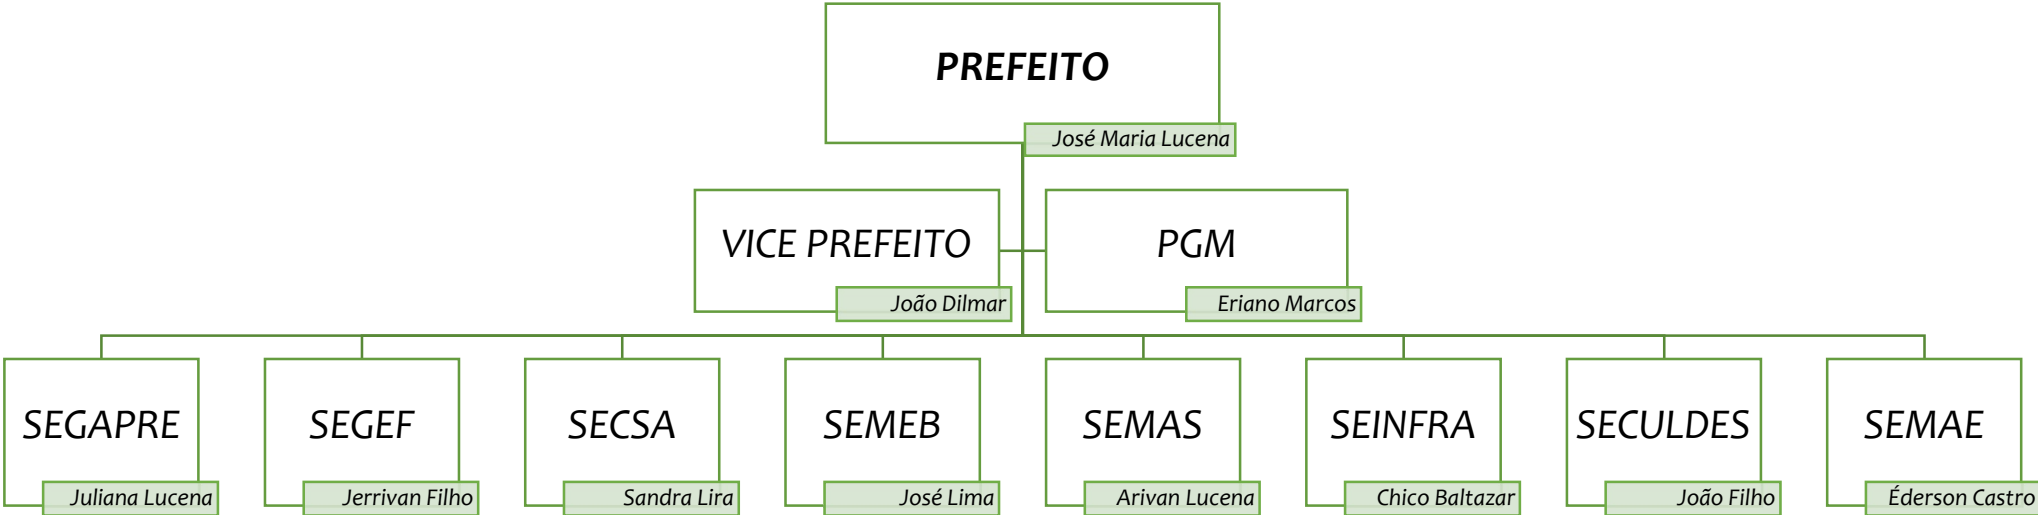 PREFEITO
José Maria Lucena
VICE PREFEITO
João Dilmar
PGM
Eriano Marcos
SEGAPRE
Juliana Lucena
SEGEF
Jerrivan Filho
SECSA
Sandra Lira
SEMEB
José Lima
SEMAS
Arivan Lucena
SEINFRA
Chico Baltazar
SECULDES
João Filho
SEMAE
Éderson Castro